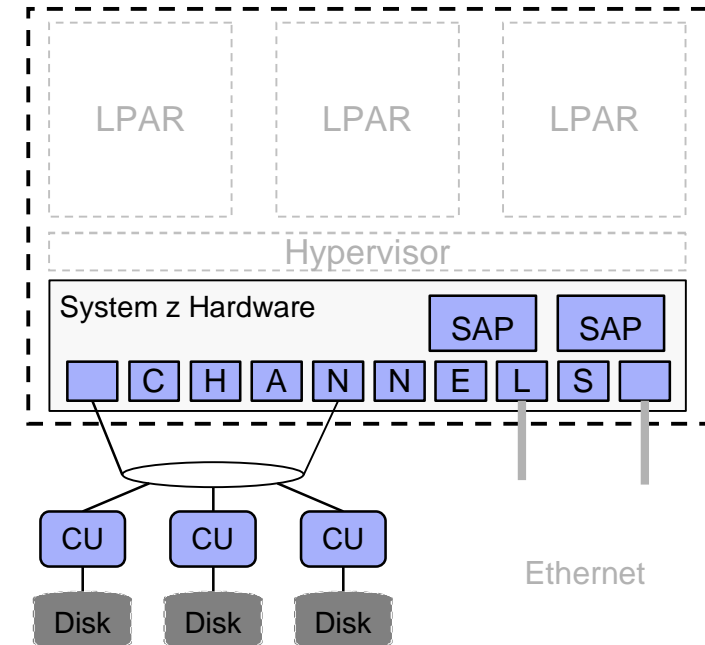 LPAR LPAR LPAR
Hypervisor
System z Hardware
SAP SAP
C H A N N E L S
CU CU CU
Ethernet
Disk Disk Disk